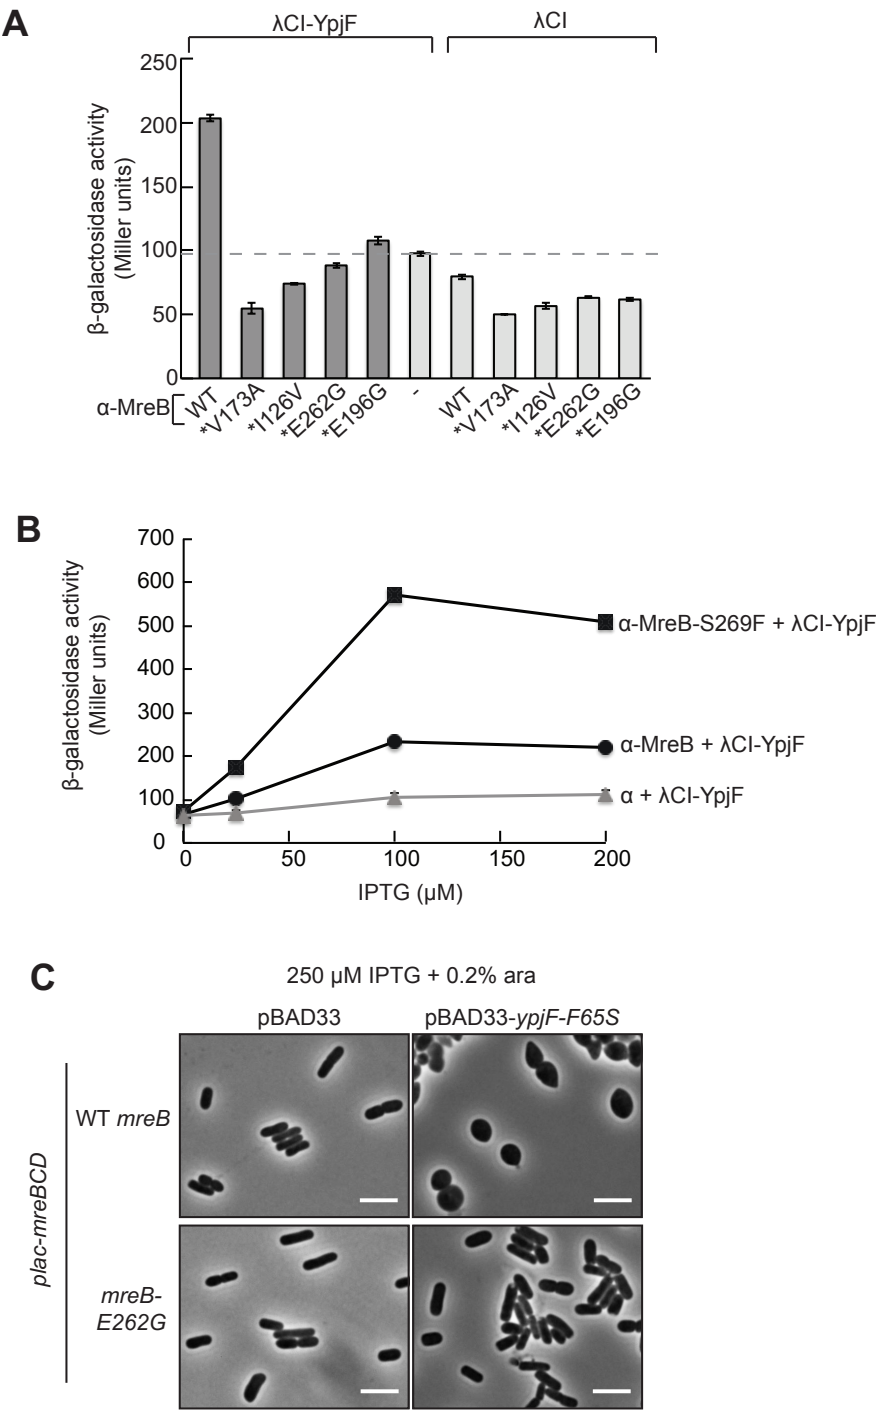 A
λCI-YpjF
λCI
β-galactosidase activity
(Miller units)
250
200
150
100
50
0
α-MreB
WT
*V173A
*I126V
*E262G
*E196G
-
WT
*V173A
*I126V
*E262G
*E196G
B
β-galactosidase activity
(Miller units)
700
600
500
400
300
200
100
0
α-MreB-S269F + λCI-YpjF
α-MreB + λCI-YpjF
α + λCI-YpjF
0
50
100
150
200
IPTG (μM)
C
250 μM IPTG + 0.2% ara
pBAD33
pBAD33-ypjF-F65S
plac-mreBCD
WT mreB
mreB-
E262G